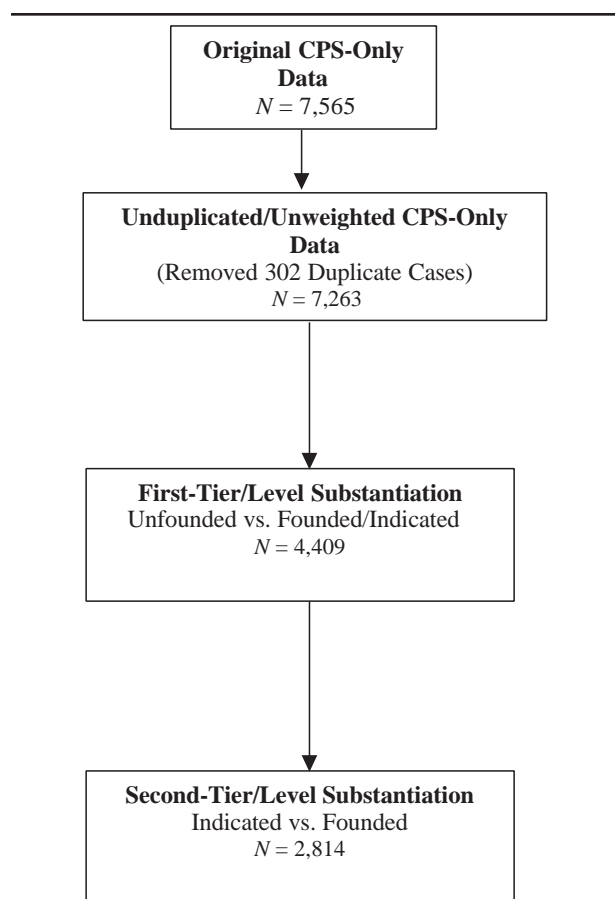 Original CPS-Only
Data
N = 7,565
Unduplicated/Unweighted CPS-Only
Data
(Removed 302 Duplicate Cases)
N = 7,263
First-Tier/Level Substantiation
Unfounded vs. Founded/Indicated
N = 4,409
Second-Tier/Level Substantiation
Indicated vs. Founded
N = 2,814